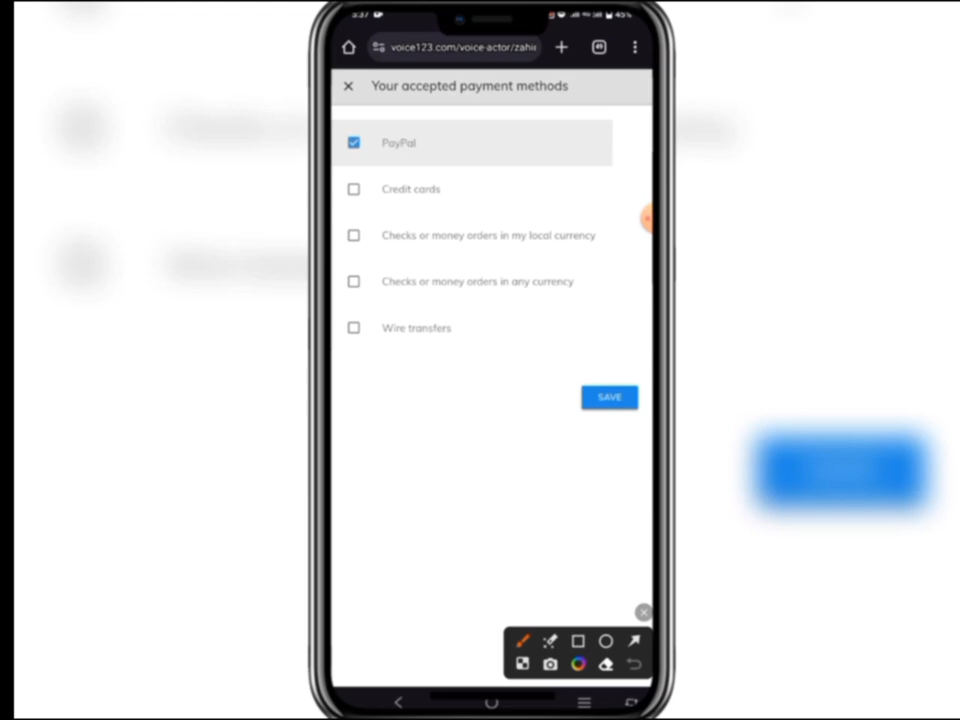 voice123.com/voice-actor/zahi
Your accepted payment methods
PayPal
Credit cards
Checks or money orders in my local currency
Checks or money orders in any currency
Wire transfers
SAVE